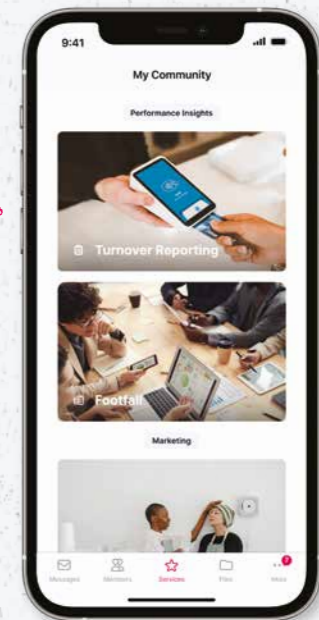 9:41
My Community
Performance Insights
Turnover Reporting
Footfall
Marketing
Messages
Members
Services
Files
More